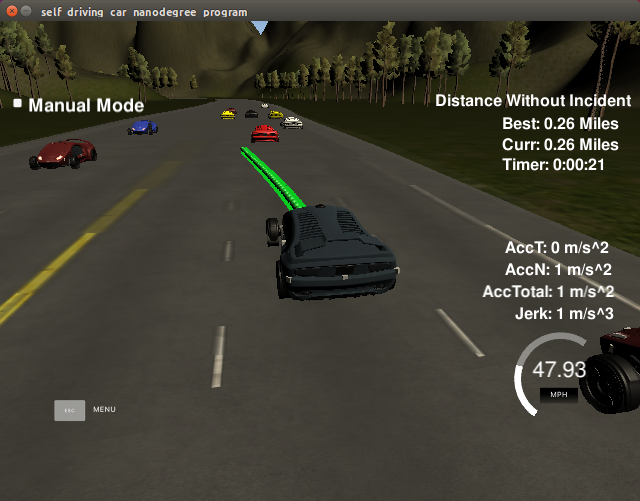 self driving car nanodegree program
Manual Mode
Distance Without Incident
Best: 0.26 Miles
Curr: 0.26 Miles
Timer: 0:00:21
AccT: 0 m/s^2
AccN: 1 m/s^2
AccTotal: 1 m/s^2
Jerk: 1 m/s^3
47.93
MPH
ESC MENU